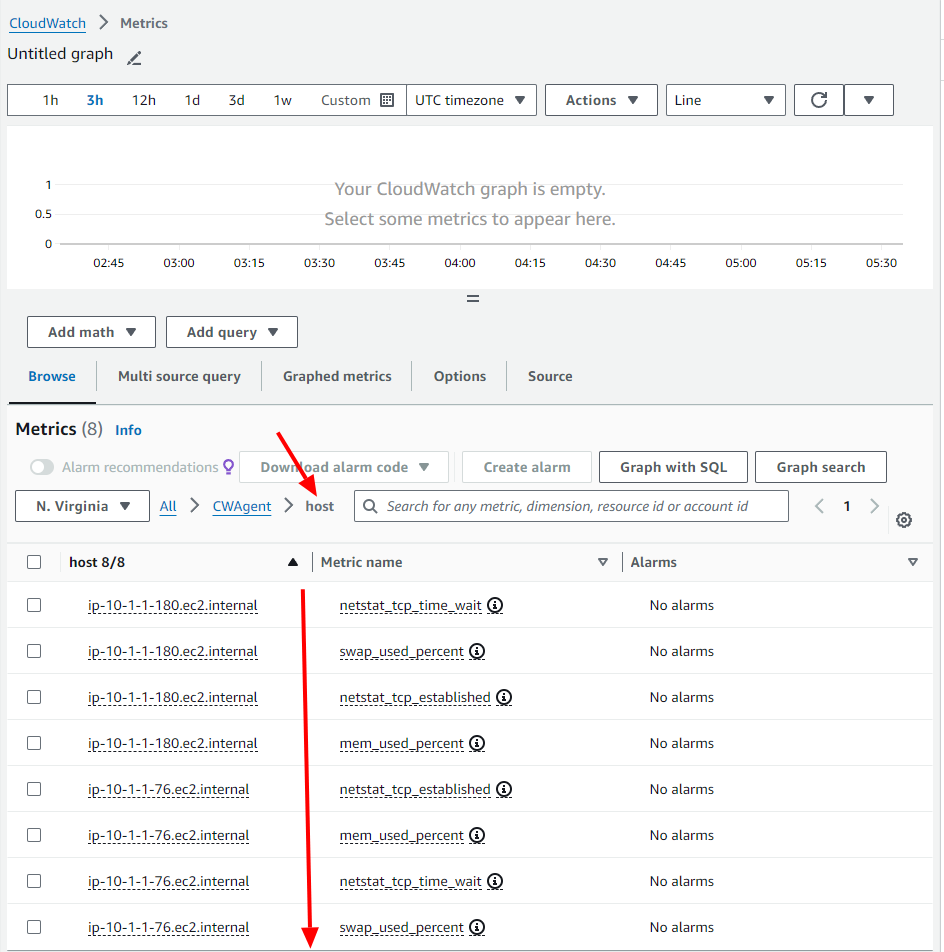 CloudWatch > Metrics
Untitled graph
1h 3h 12h 1d 3d 1w Custom UTC timezone Actions Line
Your CloudWatch graph is empty.
Select some metrics to appear here.
1
0.5
0
02:45 03:00 03:15 03:30 03:45 04:00 04:15 04:30 04:45 05:00 05:15 05:30
Add math Add query
Browse Multi source query Graphed metrics Options Source
Metrics (8) Info
Alarm recommendations Download alarm code Create alarm Graph with SQL Graph search
N. Virginia All > CWAgent > host Search for any metric, dimension, resource id or account id 1
host 8/8 Metric name Alarms
ip-10-1-1-180.ec2.internal netstat_tcp_time_wait No alarms
ip-10-1-1-180.ec2.internal swap_used_percent No alarms
ip-10-1-1-180.ec2.internal netstat_tcp_established No alarms
ip-10-1-1-180.ec2.internal mem_used_percent No alarms
ip-10-1-1-76.ec2.internal netstat_tcp_established No alarms
ip-10-1-1-76.ec2.internal mem_used_percent No alarms
ip-10-1-1-76.ec2.internal netstat_tcp_time_wait No alarms
ip-10-1-1-76.ec2.internal swap_used_percent No alarms